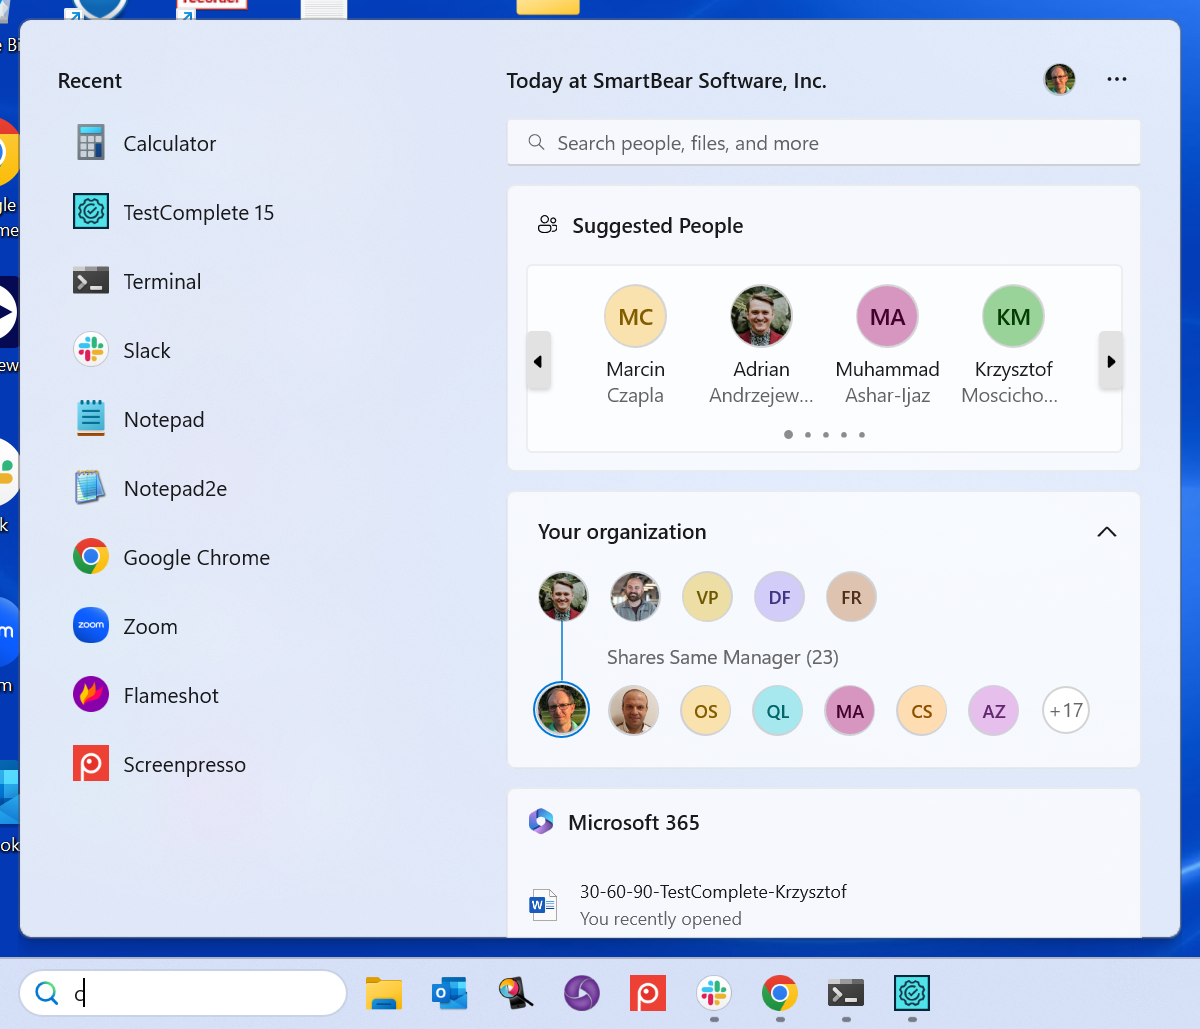 Recent
Calculator
TestComplete 15
Terminal
Slack
Notepad
Notepad2e
Google Chrome
zoom
Zoom
Flameshot
Screenpresso
Today at SmartBear Software, Inc.
Search people, files, and more
Suggested People
MC
MA
KM
Marcin
Adrian
Muhammad
Krzysztof
Czapla
Andrzejew...
Ashar-Ijaz
Moscicho...
Your organization
VP
DF
FR
Shares Same Manager (23)
OS
QL
MA
CS
AZ
+17
Microsoft 365
W
30-60-90-TestComplete-Krzysztof
You recently opened
c